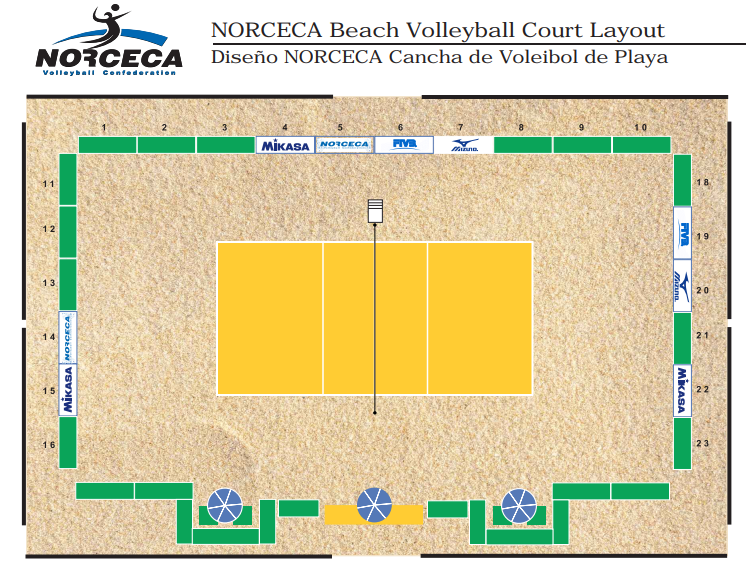 NORCECA Beach Volleyball Court Layout
Diseño NORCECA Cancha de Voleibol de Playa
NORCECA
Volleyball Confederation
1 2 3 4 5 6 7 8 9 10
MIKASA NORCECA FIVB MIZUNO
11
12
13
14
NORCECA
15
MIKASA
16
18
19
FIVB
20
MIZUNO
21
22
MIKASA
23